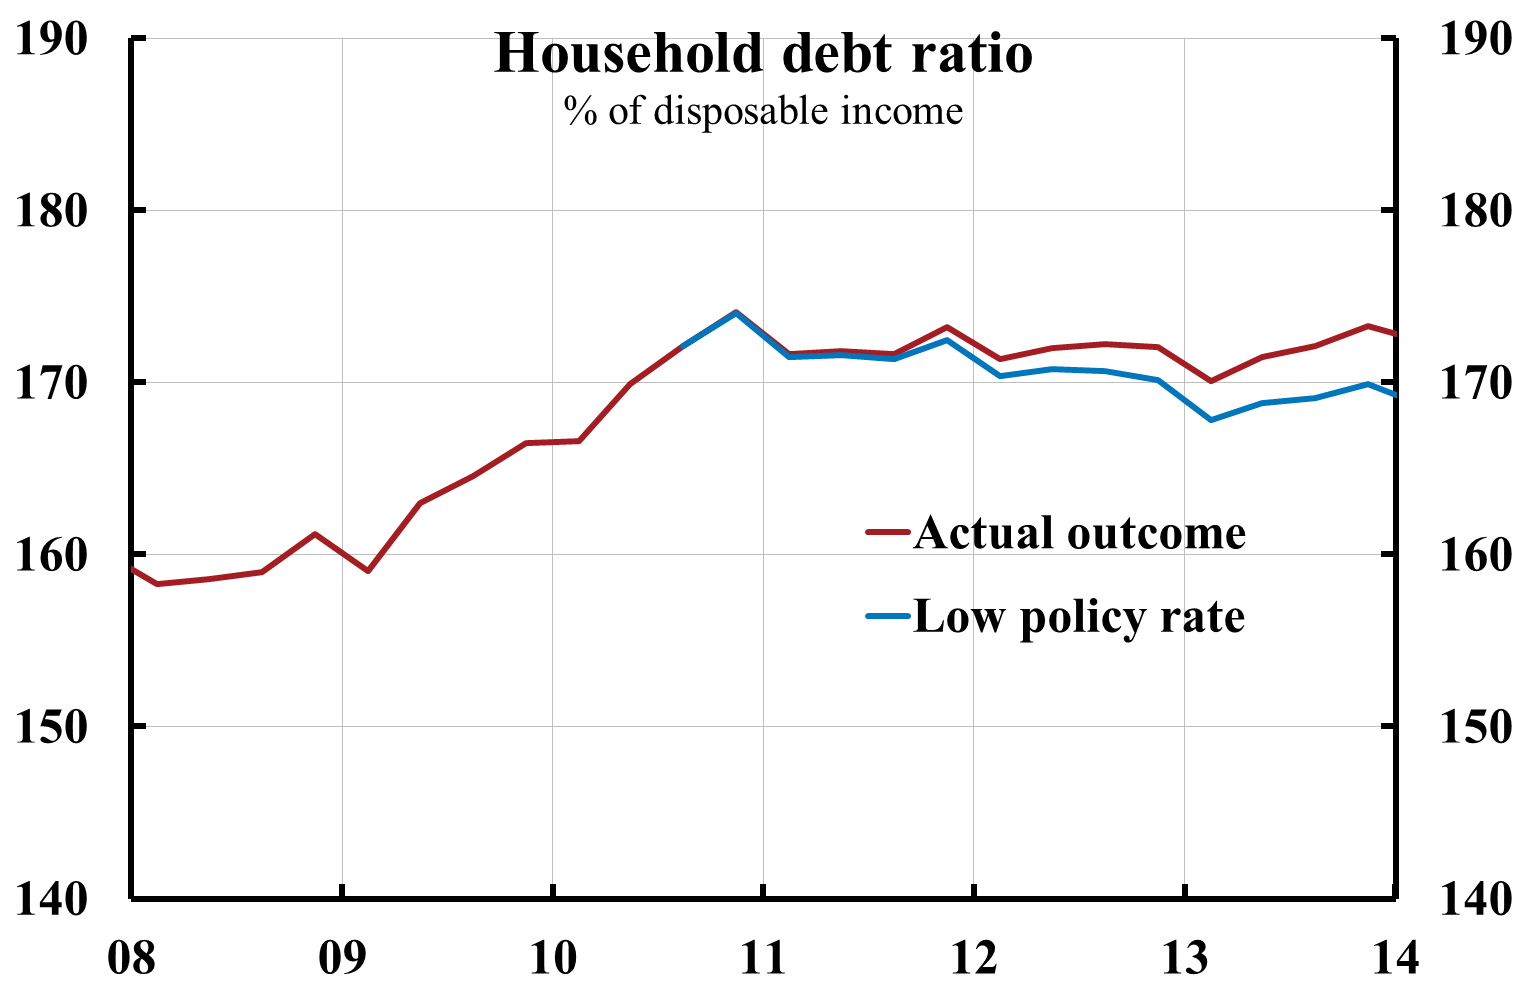 Household debt ratio
% of disposable income
190 190
180 180
170 170
160 160
150 150
140 140
Actual outcome
Low policy rate
08 09 10 11 12 13 14